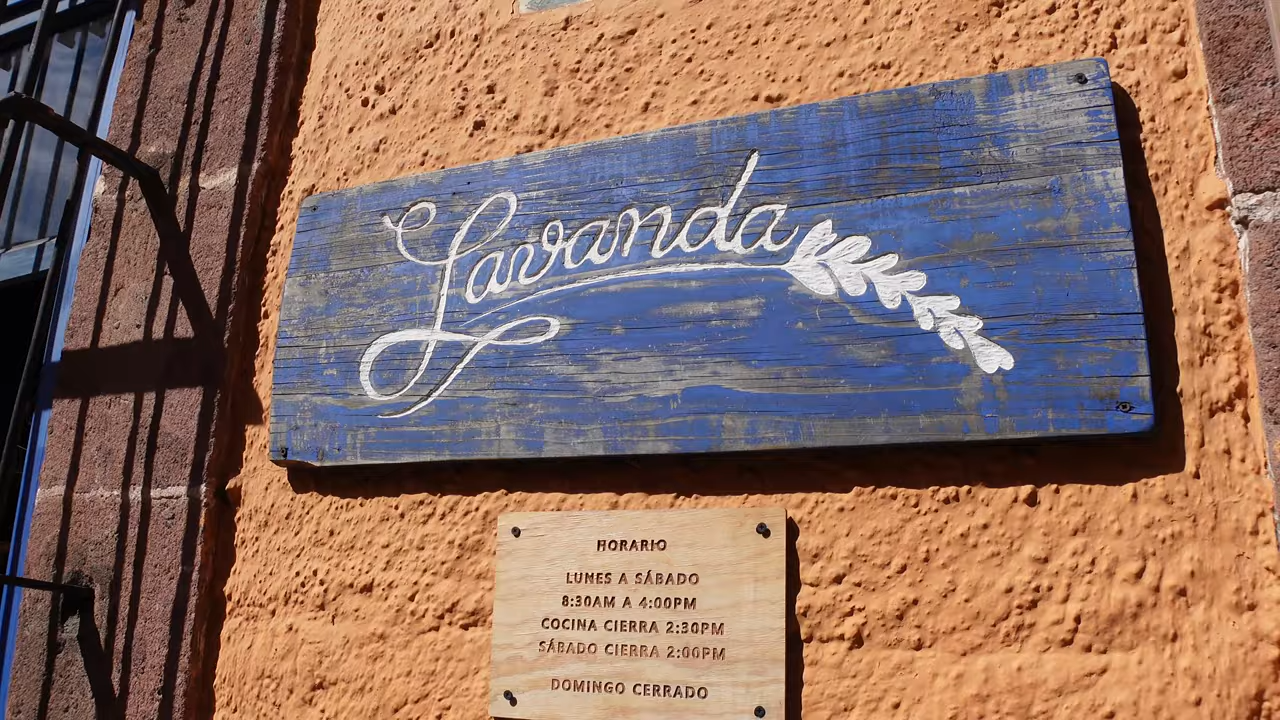 Lavanda
HORARIO
LUNES A SÁBADO
8:30AM A 4:00PM
COCINA CIERRA 2:30PM
SÁBADO CIERRA 2:00PM
DOMINGO CERRADO